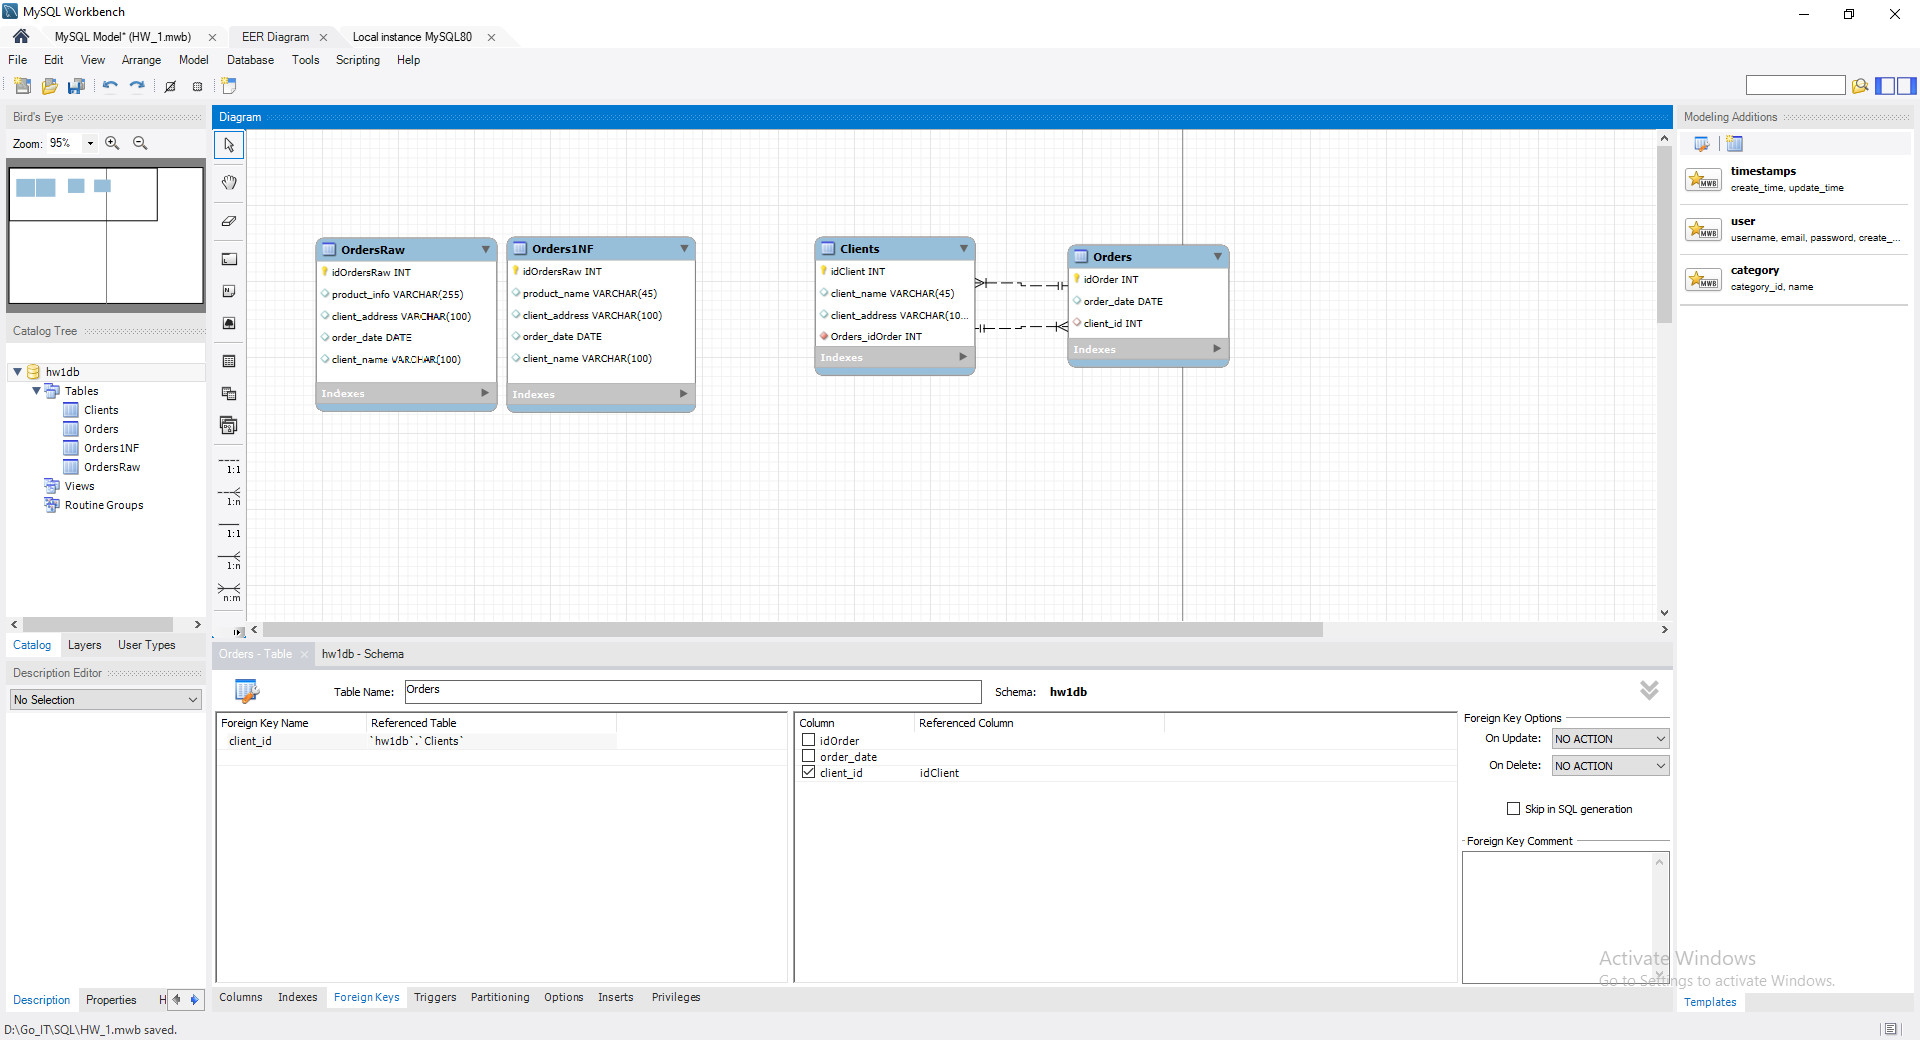 MySQL Workbench
MySQL Model* (HW_1.mwb)
EER Diagram
Local instance MySQL80
File Edit View Arrange Model Database Tools Scripting Help
Bird's Eye
Zoom: 95%
Catalog Tree
hw1db
Tables
Clients
Orders
Orders1NF
OrdersRaw
Views
Routine Groups
Catalog Layers User Types
Description Editor
No Selection
Description Properties H
Diagram
1:1
1:n
1:1
1:n
n:m
OrdersRaw
idOrdersRaw INT
product_info VARCHAR(255)
client_address VARCHAR(100)
order_date DATE
client_name VARCHAR(100)
Indexes
Orders1NF
idOrdersRaw INT
product_name VARCHAR(45)
client_address VARCHAR(100)
order_date DATE
client_name VARCHAR(100)
Indexes
Clients
idClient INT
client_name VARCHAR(45)
client_address VARCHAR(10...
Orders_idOrder INT
Indexes
Orders
idOrder INT
order_date DATE
client_id INT
Indexes
Orders - Table
hw1db - Schema
Table Name: Orders
Schema: hw1db
Foreign Key Name Referenced Table
client_id `hw1db`.`Clients`
Column Referenced Column
idOrder
order_date
client_id idClient
Foreign Key Options
On Update: NO ACTION
On Delete: NO ACTION
Skip in SQL generation
Foreign Key Comment
Columns Indexes Foreign Keys Triggers Partitioning Options Inserts Privileges
Modeling Additions
MWB
timestamps
create_time, update_time
MWB
user
username, email, password, create_...
MWB
category
category_id, name
Activate Windows
Go to Settings to activate Windows.
Templates
D:\Go_IT\SQL\HW_1.mwb saved.